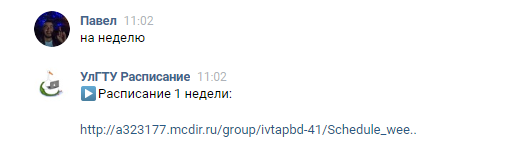 Павел 11:02
на неделю
УлГТУ Расписание 11:02
▶Расписание 1 недели:
http://a323177.mcdir.ru/group/ivtapbd-41/Schedule_wee..